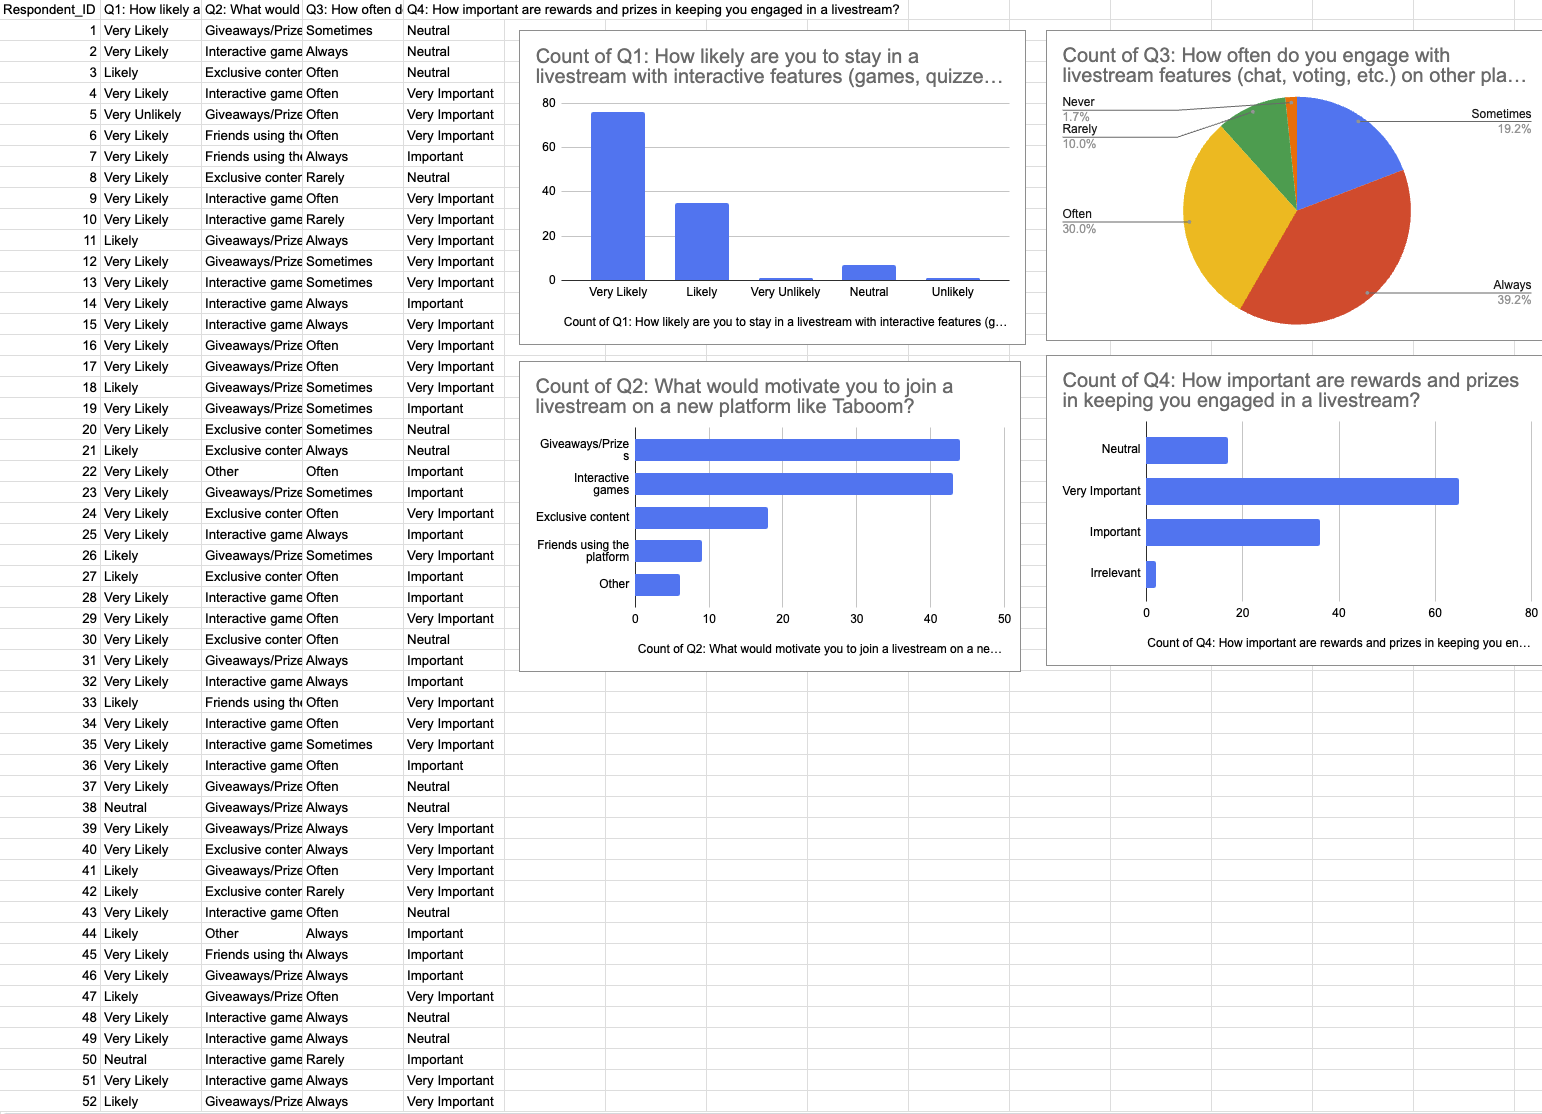 Respondent_ID Q1: How likely a Q2: What would Q3: How often d Q4: How important are rewards and prizes in keeping you engaged in a livestream?
1 Very Likely Giveaways/Prize Sometimes Neutral
2 Very Likely Interactive game Always Neutral
3 Likely Exclusive conter Often Neutral
4 Very Likely Interactive game Often Very Important
5 Very Unlikely Giveaways/Prize Often Very Important
6 Very Likely Friends using the Often Very Important
7 Very Likely Friends using the Always Important
8 Very Likely Exclusive conter Rarely Neutral
9 Very Likely Interactive game Often Very Important
10 Very Likely Interactive game Rarely Very Important
11 Likely Giveaways/Prize Always Very Important
12 Very Likely Giveaways/Prize Sometimes Very Important
13 Very Likely Interactive game Sometimes Very Important
14 Very Likely Interactive game Always Important
15 Very Likely Interactive game Always Very Important
16 Very Likely Giveaways/Prize Often Very Important
17 Very Likely Giveaways/Prize Often Very Important
18 Likely Giveaways/Prize Sometimes Very Important
19 Very Likely Giveaways/Prize Sometimes Important
20 Very Likely Exclusive conter Sometimes Neutral
21 Likely Exclusive conter Always Neutral
22 Very Likely Other Often Important
23 Very Likely Giveaways/Prize Sometimes Important
24 Very Likely Exclusive conter Often Very Important
25 Very Likely Interactive game Always Important
26 Likely Giveaways/Prize Sometimes Very Important
27 Likely Exclusive conter Often Important
28 Very Likely Interactive game Often Important
29 Very Likely Interactive game Often Very Important
30 Very Likely Exclusive conter Often Neutral
31 Very Likely Giveaways/Prize Always Important
32 Very Likely Interactive game Always Important
33 Likely Friends using the Often Very Important
34 Very Likely Interactive game Often Very Important
35 Very Likely Interactive game Sometimes Very Important
36 Very Likely Interactive game Often Important
37 Very Likely Giveaways/Prize Often Neutral
38 Neutral Giveaways/Prize Always Neutral
39 Very Likely Giveaways/Prize Always Very Important
40 Very Likely Exclusive conter Always Very Important
41 Likely Giveaways/Prize Often Very Important
42 Likely Exclusive conter Rarely Very Important
43 Very Likely Interactive game Often Neutral
44 Likely Other Always Important
45 Very Likely Friends using the Always Important
46 Very Likely Giveaways/Prize Always Important
47 Likely Giveaways/Prize Often Very Important
48 Very Likely Interactive game Always Neutral
49 Very Likely Interactive game Always Neutral
50 Neutral Interactive game Rarely Important
51 Very Likely Interactive game Always Very Important
52 Likely Giveaways/Prize Always Very Important
Count of Q1: How likely are you to stay in a
livestream with interactive features (games, quizze…
80
60
40
20
0
Very Likely Likely Very Unlikely Neutral Unlikely
Count of Q1: How likely are you to stay in a livestream with interactive features (g…
Count of Q3: How often do you engage with
livestream features (chat, voting, etc.) on other pla…
Never
1.7%
Rarely
10.0%
Often
30.0%
Sometimes
19.2%
Always
39.2%
Count of Q2: What would motivate you to join a
livestream on a new platform like Taboom?
Giveaways/Prize
s
Interactive
games
Exclusive content
Friends using the
platform
Other
0 10 20 30 40 50
Count of Q2: What would motivate you to join a livestream on a ne…
Count of Q4: How important are rewards and prizes
in keeping you engaged in a livestream?
Neutral
Very Important
Important
Irrelevant
0 20 40 60 80
Count of Q4: How important are rewards and prizes in keeping you en…